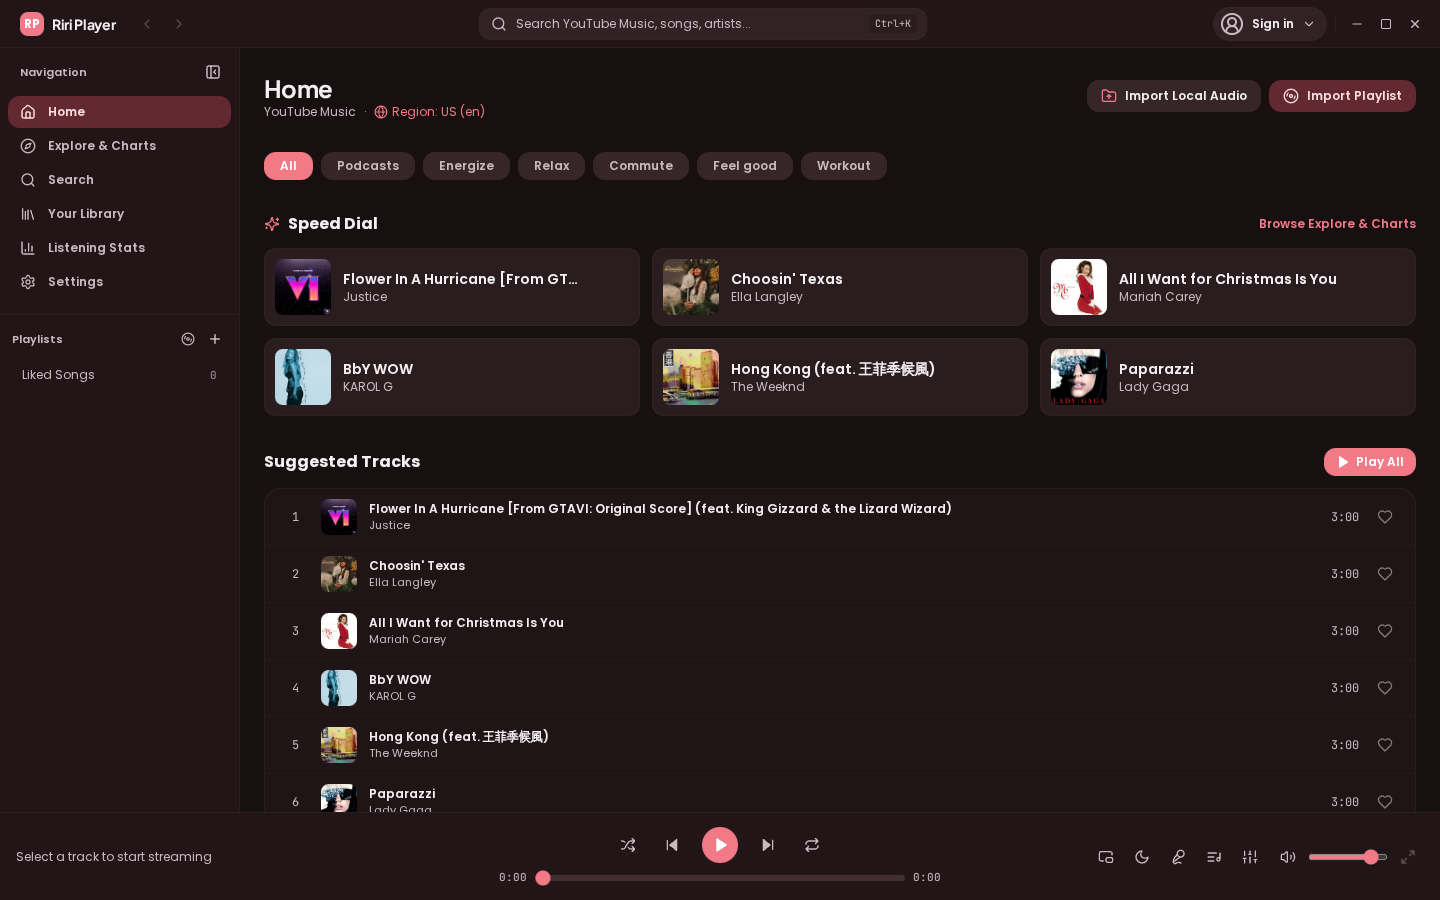 RP RiriPlayer
Search YouTube Music, songs, artists...
Ctrl+K
Sign in
Navigation
Home
Explore & Charts
Search
Your Library
Listening Stats
Settings
Playlists
Liked Songs
0
Home
YouTube Music · Region: US (en)
Import Local Audio
Import Playlist
All
Podcasts
Energize
Relax
Commute
Feel good
Workout
Speed Dial
Browse Explore & Charts
VI
Flower In A Hurricane [From GT...
Justice
Choosin' Texas
Ella Langley
All I Want for Christmas Is You
Mariah Carey
BbY WOW
KAROL G
Hong Kong (feat. 王菲季候風)
The Weeknd
LADY GAGA
Paparazzi
Lady Gaga
Suggested Tracks
Play All
1
VI
Flower In A Hurricane [From GTAVI: Original Score] (feat. King Gizzard & the Lizard Wizard)
Justice
3:00
2
Choosin' Texas
Ella Langley
3:00
3
All I Want for Christmas Is You
Mariah Carey
3:00
4
BbY WOW
KAROL G
3:00
5
Hong Kong (feat. 王菲季候風)
The Weeknd
3:00
6
Paparazzi
Lady Gaga
3:00
Select a track to start streaming
0:00
0:00